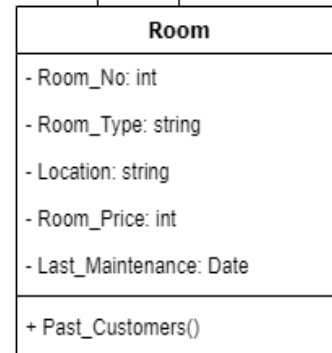 Room
- Room_No: int
- Room_Type: string
- Location: string
- Room_Price: int
- Last_Maintenance: Date
+ Past_Customers()